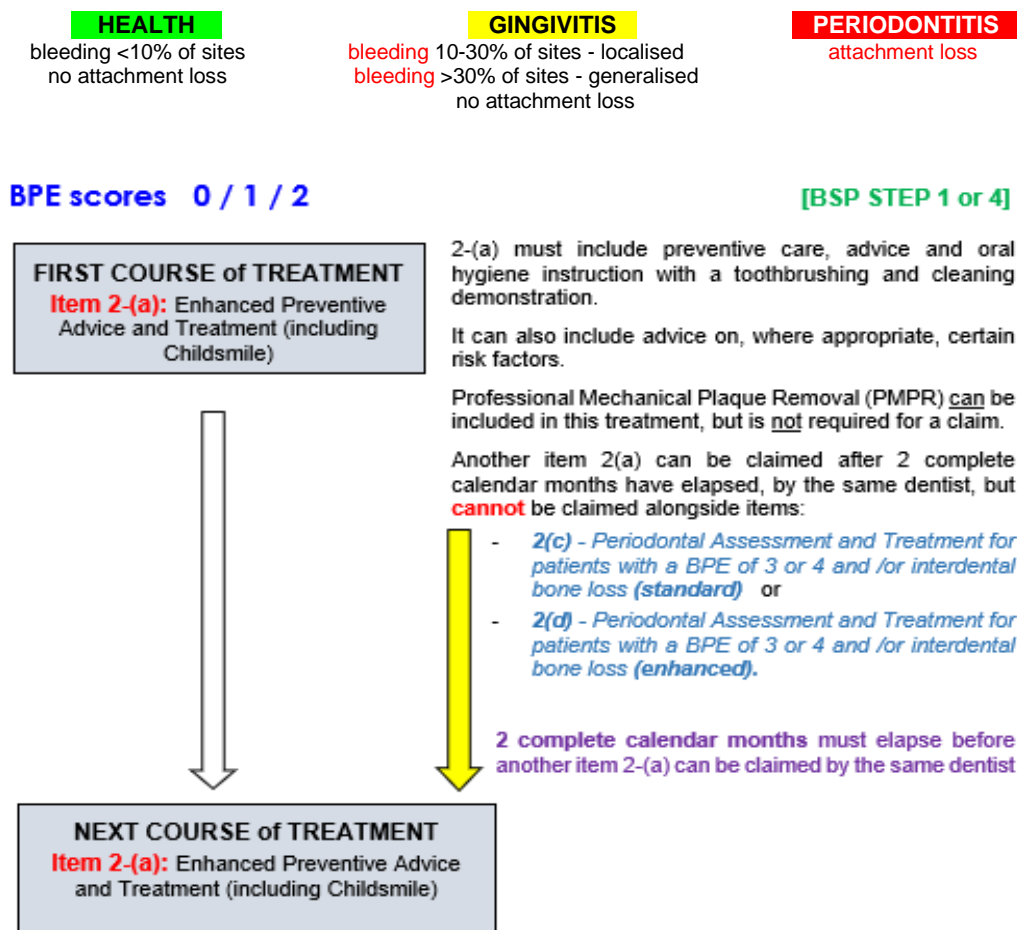 HEALTH
bleeding <10% of sites
no attachment loss
GINGIVITIS
bleeding 10-30% of sites - localised
bleeding >30% of sites - generalised
no attachment loss
PERIODONTITIS
attachment loss
BPE scores 0 / 1 / 2
[BSP STEP 1 or 4]
FIRST COURSE of TREATMENT
Item 2-(a): Enhanced Preventive
Advice and Treatment (including
Childsmile)
2-(a) must include preventive care, advice and oral
hygiene instruction with a toothbrushing and cleaning
demonstration.
It can also include advice on, where appropriate, certain
risk factors.
Professional Mechanical Plaque Removal (PMPR) can be
included in this treatment, but is not required for a claim.
Another item 2(a) can be claimed after 2 complete
calendar months have elapsed, by the same dentist, but
cannot be claimed alongside items:
- 2(c) - Periodontal Assessment and Treatment for
patients with a BPE of 3 or 4 and /or interdental
bone loss (standard) or
- 2(d) - Periodontal Assessment and Treatment for
patients with a BPE of 3 or 4 and /or interdental
bone loss (enhanced).
2 complete calendar months must elapse before
another item 2-(a) can be claimed by the same dentist
NEXT COURSE of TREATMENT
Item 2-(a): Enhanced Preventive Advice
and Treatment (including Childsmile)